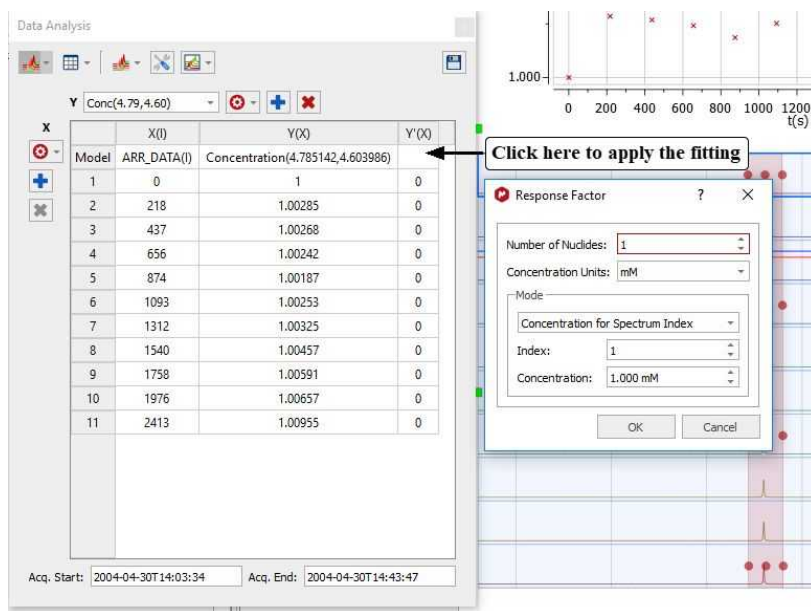 Data Analysis
Y Conc(4.79,4.60)
X
X(I) Y(X) Y'(X)
Model ARR_DATA(I) Concentration(4.785142,4.603986)
1 0 1 0
2 218 1.00285 0
3 437 1.00268 0
4 656 1.00242 0
5 874 1.00187 0
6 1093 1.00253 0
7 1312 1.00325 0
8 1540 1.00457 0
9 1758 1.00591 0
10 1976 1.00657 0
11 2413 1.00955 0
Acq. Start: 2004-04-30T14:03:34 Acq. End: 2004-04-30T14:43:47
1.000
0 200 400 600 800 1000 1200
t(s)
Click here to apply the fitting
Response Factor ? X
Number of Nuclides: 1
Concentration Units: mM
Mode
Concentration for Spectrum Index
Index: 1
Concentration: 1.000 mM
OK Cancel